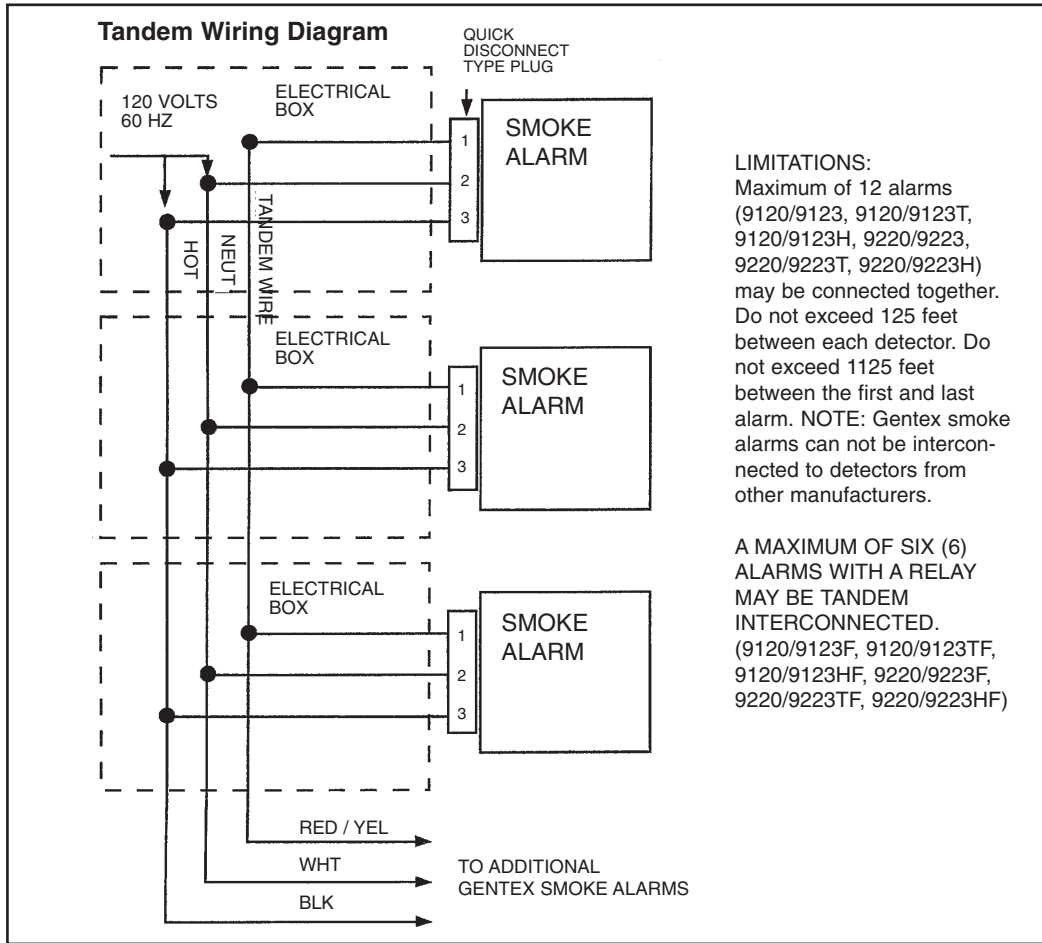 Tandem Wiring Diagram
QUICK
DISCONNECT
TYPE PLUG
120 VOLTS
60 HZ
ELECTRICAL
BOX
1
2
3
SMOKE
ALARM
HOT
NEUT
TANDEM WIRE
ELECTRICAL
BOX
1
2
3
SMOKE
ALARM
ELECTRICAL
BOX
1
2
3
SMOKE
ALARM
RED / YEL
WHT
BLK
TO ADDITIONAL
GENTEX SMOKE ALARMS
LIMITATIONS:
Maximum of 12 alarms
(9120/9123, 9120/9123T,
9120/9123H, 9220/9223,
9220/9223T, 9220/9223H)
may be connected together.
Do not exceed 125 feet
between each detector. Do
not exceed 1125 feet
between the first and last
alarm. NOTE: Gentex smoke
alarms can not be intercon-
nected to detectors from
other manufacturers.
A MAXIMUM OF SIX (6)
ALARMS WITH A RELAY
MAY BE TANDEM
INTERCONNECTED.
(9120/9123F, 9120/9123TF,
9120/9123HF, 9220/9223F,
9220/9223TF, 9220/9223HF)